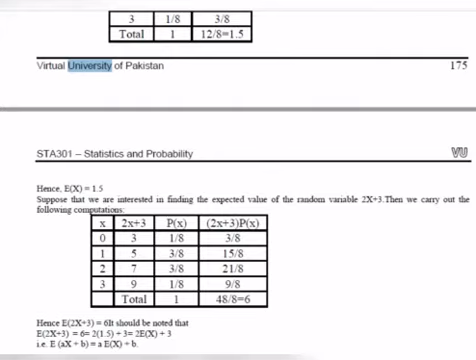 3 1/8 3/8
Total 1 12/8=1.5
Virtual University of Pakistan 175
STA301 – Statistics and Probability VU
Hence, E(X) = 1.5
Suppose that we are interested in finding the expected value of the random variable 2X+3.Then we carry out the
following computations:
x 2x+3 P(x) (2x+3)P(x)
0 3 1/8 3/8
1 5 3/8 15/8
2 7 3/8 21/8
3 9 1/8 9/8
Total 1 48/8=6
Hence E(2X+3) = 6It should be noted that
E(2X+3) = 6= 2(1.5) + 3= 2E(X) + 3
i.e. E (aX + b) = a E(X) + b.